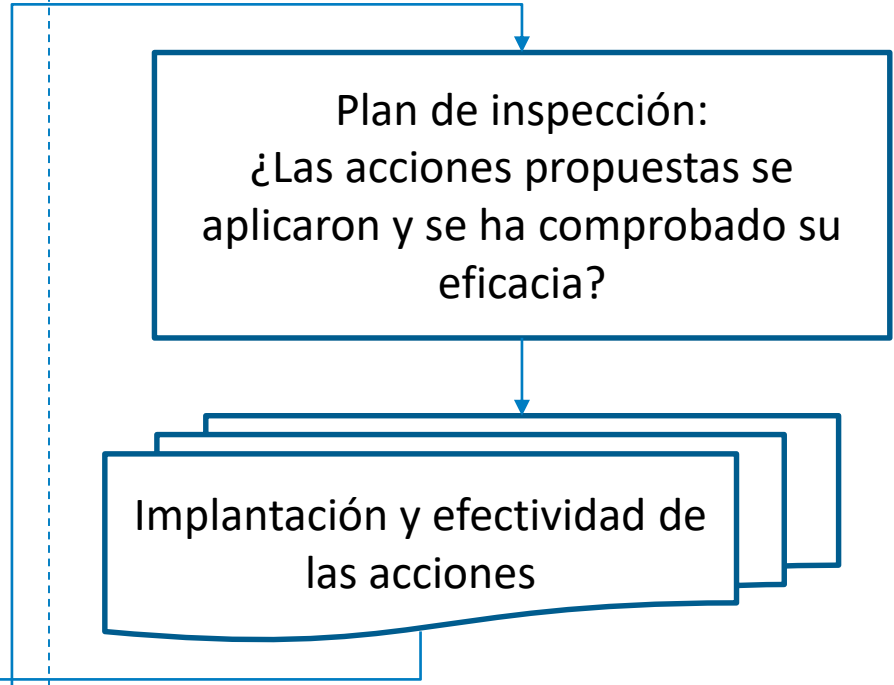 Plan de inspección:
¿Las acciones propuestas se
aplicaron y se ha comprobado su
eficacia?
Implantación y efectividad de
las acciones